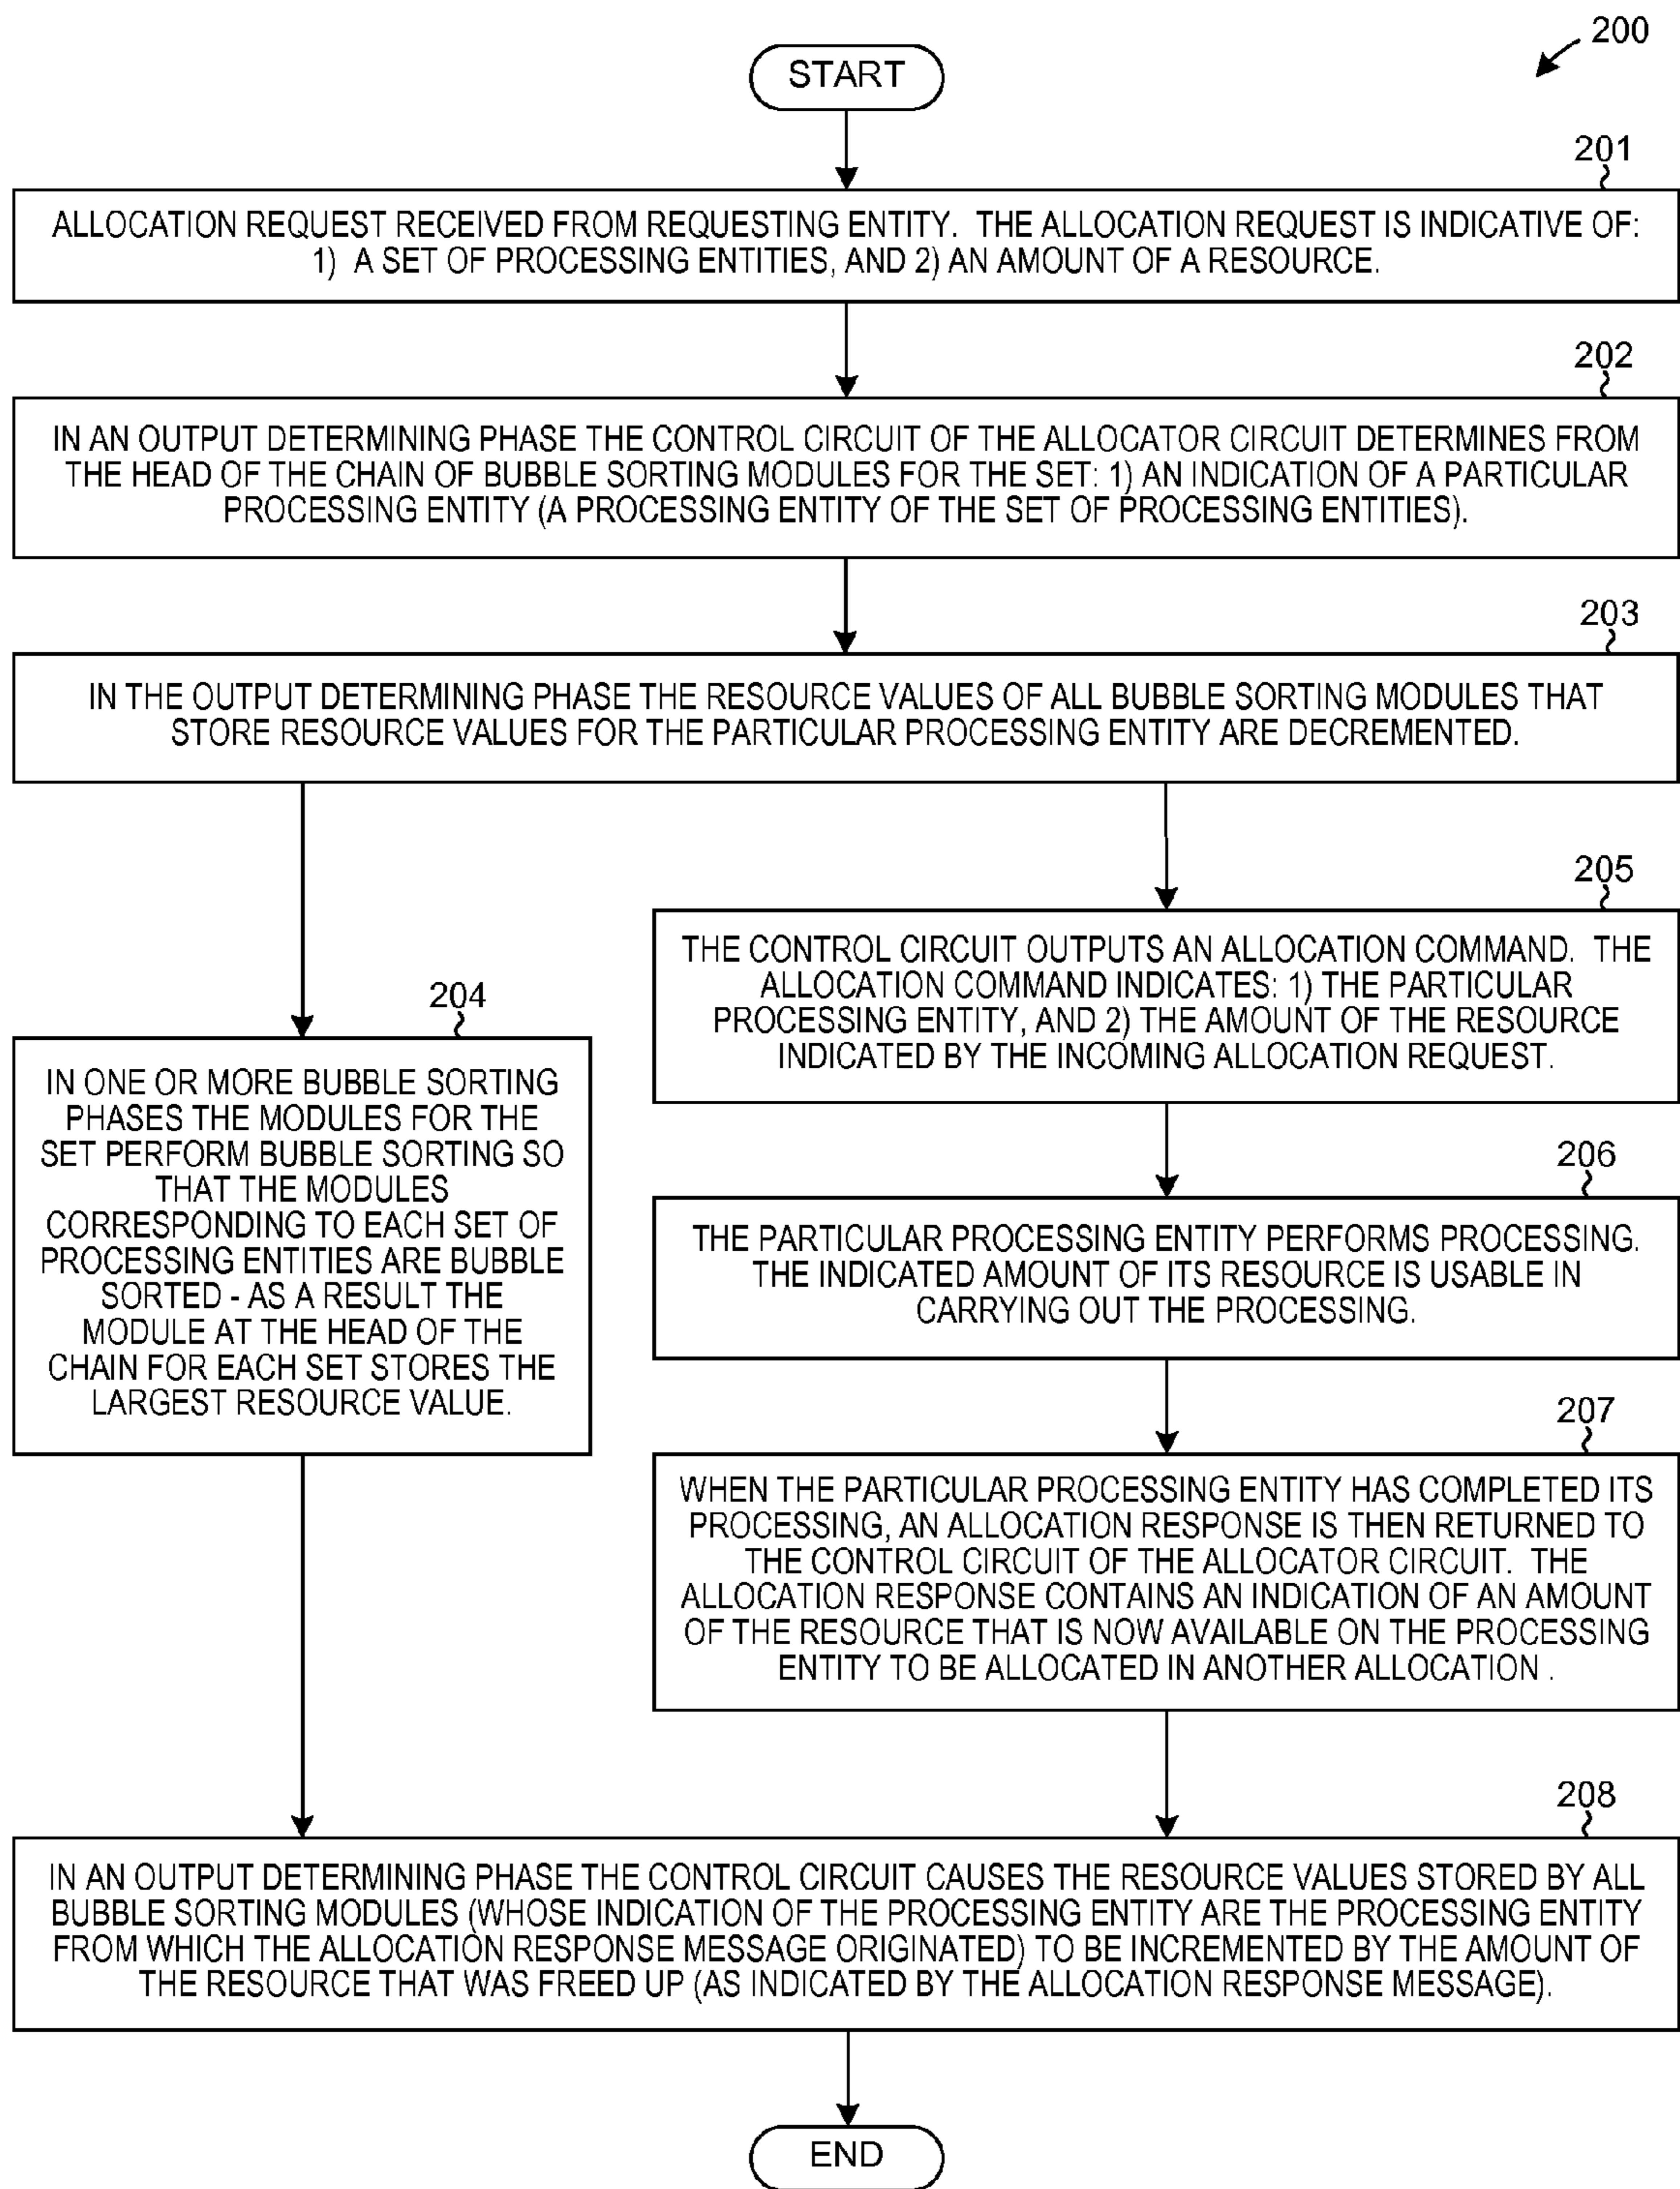 200
START
201
ALLOCATION REQUEST RECEIVED FROM REQUESTING ENTITY. THE ALLOCATION REQUEST IS INDICATIVE OF:
1) A SET OF PROCESSING ENTITIES, AND 2) AN AMOUNT OF A RESOURCE.
202
IN AN OUTPUT DETERMINING PHASE THE CONTROL CIRCUIT OF THE ALLOCATOR CIRCUIT DETERMINES FROM
THE HEAD OF THE CHAIN OF BUBBLE SORTING MODULES FOR THE SET: 1) AN INDICATION OF A PARTICULAR
PROCESSING ENTITY (A PROCESSING ENTITY OF THE SET OF PROCESSING ENTITIES).
203
IN THE OUTPUT DETERMINING PHASE THE RESOURCE VALUES OF ALL BUBBLE SORTING MODULES THAT
STORE RESOURCE VALUES FOR THE PARTICULAR PROCESSING ENTITY ARE DECREMENTED.
204
IN ONE OR MORE BUBBLE SORTING
PHASES THE MODULES FOR THE
SET PERFORM BUBBLE SORTING SO
THAT THE MODULES
CORRESPONDING TO EACH SET OF
PROCESSING ENTITIES ARE BUBBLE
SORTED - AS A RESULT THE
MODULE AT THE HEAD OF THE
CHAIN FOR EACH SET STORES THE
LARGEST RESOURCE VALUE.
205
THE CONTROL CIRCUIT OUTPUTS AN ALLOCATION COMMAND. THE
ALLOCATION COMMAND INDICATES: 1) THE PARTICULAR
PROCESSING ENTITY, AND 2) THE AMOUNT OF THE RESOURCE
INDICATED BY THE INCOMING ALLOCATION REQUEST.
206
THE PARTICULAR PROCESSING ENTITY PERFORMS PROCESSING.
THE INDICATED AMOUNT OF ITS RESOURCE IS USABLE IN
CARRYING OUT THE PROCESSING.
207
WHEN THE PARTICULAR PROCESSING ENTITY HAS COMPLETED ITS
PROCESSING, AN ALLOCATION RESPONSE IS THEN RETURNED TO
THE CONTROL CIRCUIT OF THE ALLOCATOR CIRCUIT. THE
ALLOCATION RESPONSE CONTAINS AN INDICATION OF AN AMOUNT
OF THE RESOURCE THAT IS NOW AVAILABLE ON THE PROCESSING
ENTITY TO BE ALLOCATED IN ANOTHER ALLOCATION .
208
IN AN OUTPUT DETERMINING PHASE THE CONTROL CIRCUIT CAUSES THE RESOURCE VALUES STORED BY ALL
BUBBLE SORTING MODULES (WHOSE INDICATION OF THE PROCESSING ENTITY ARE THE PROCESSING ENTITY
FROM WHICH THE ALLOCATION RESPONSE MESSAGE ORIGINATED) TO BE INCREMENTED BY THE AMOUNT OF
THE RESOURCE THAT WAS FREED UP (AS INDICATED BY THE ALLOCATION RESPONSE MESSAGE).
END